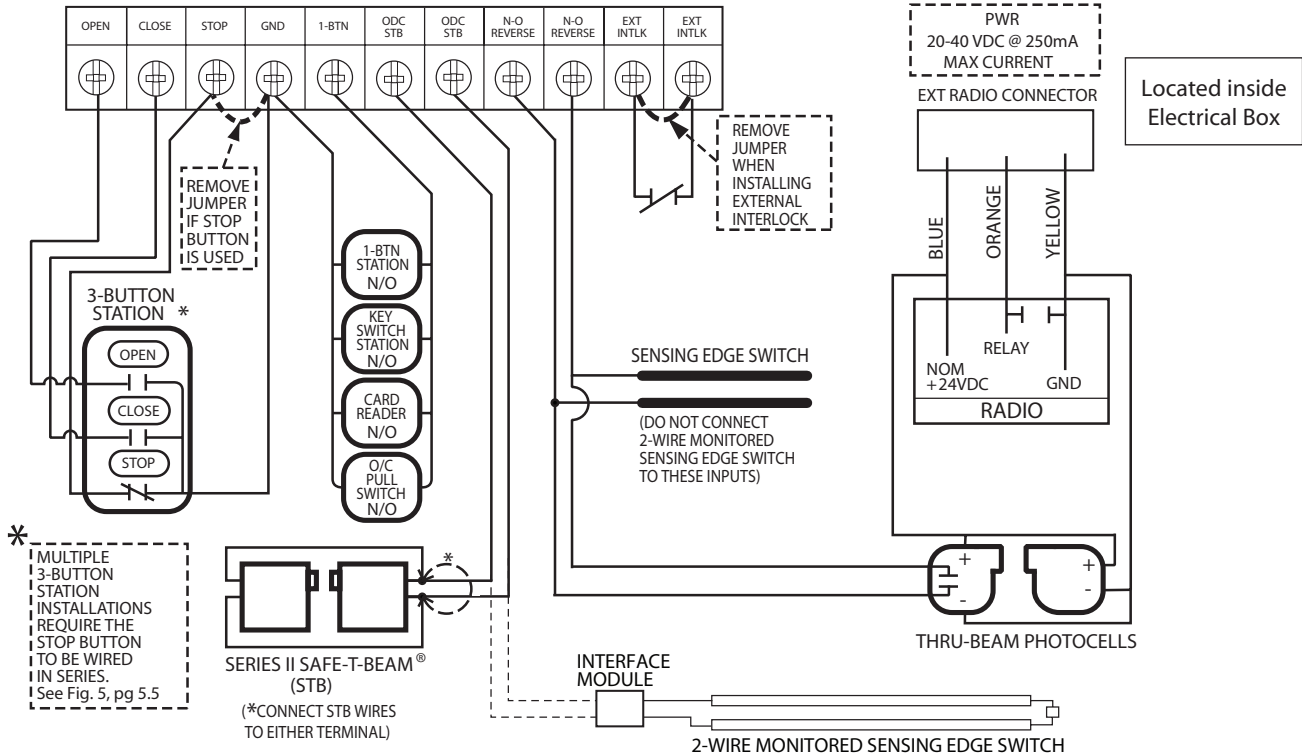 OPEN
CLOSE
STOP
GND
1-BTN
ODC
STB
ODC
STB
N-O
REVERSE
N-O
REVERSE
EXT
INTLK
EXT
INTLK
PWR
20-40 VDC @ 250mA
MAX CURRENT
EXT RADIO CONNECTOR
Located inside
Electrical Box
REMOVE
JUMPER
IF STOP
BUTTON
IS USED
REMOVE
JUMPER
WHEN
INSTALLING
EXTERNAL
INTERLOCK
BLUE
ORANGE
YELLOW
1-BTN
STATION
N/O
KEY
SWITCH
STATION
N/O
CARD
READER
N/O
O/C
PULL
SWITCH
N/O
3-BUTTON
STATION *
OPEN
CLOSE
STOP
RELAY
NOM
+24VDC
GND
RADIO
SENSING EDGE SWITCH
(DO NOT CONNECT
2-WIRE MONITORED
SENSING EDGE SWITCH
TO THESE INPUTS)
*
MULTIPLE
3-BUTTON
STATION
INSTALLATIONS
REQUIRE THE
STOP BUTTON
TO BE WIRED
IN SERIES.
See Fig. 5, pg 5.5
*
SERIES II SAFE-T-BEAM®
(STB)
(*CONNECT STB WIRES
TO EITHER TERMINAL)
+
-
+
-
THRU-BEAM PHOTOCELLS
INTERFACE
MODULE
2-WIRE MONITORED SENSING EDGE SWITCH